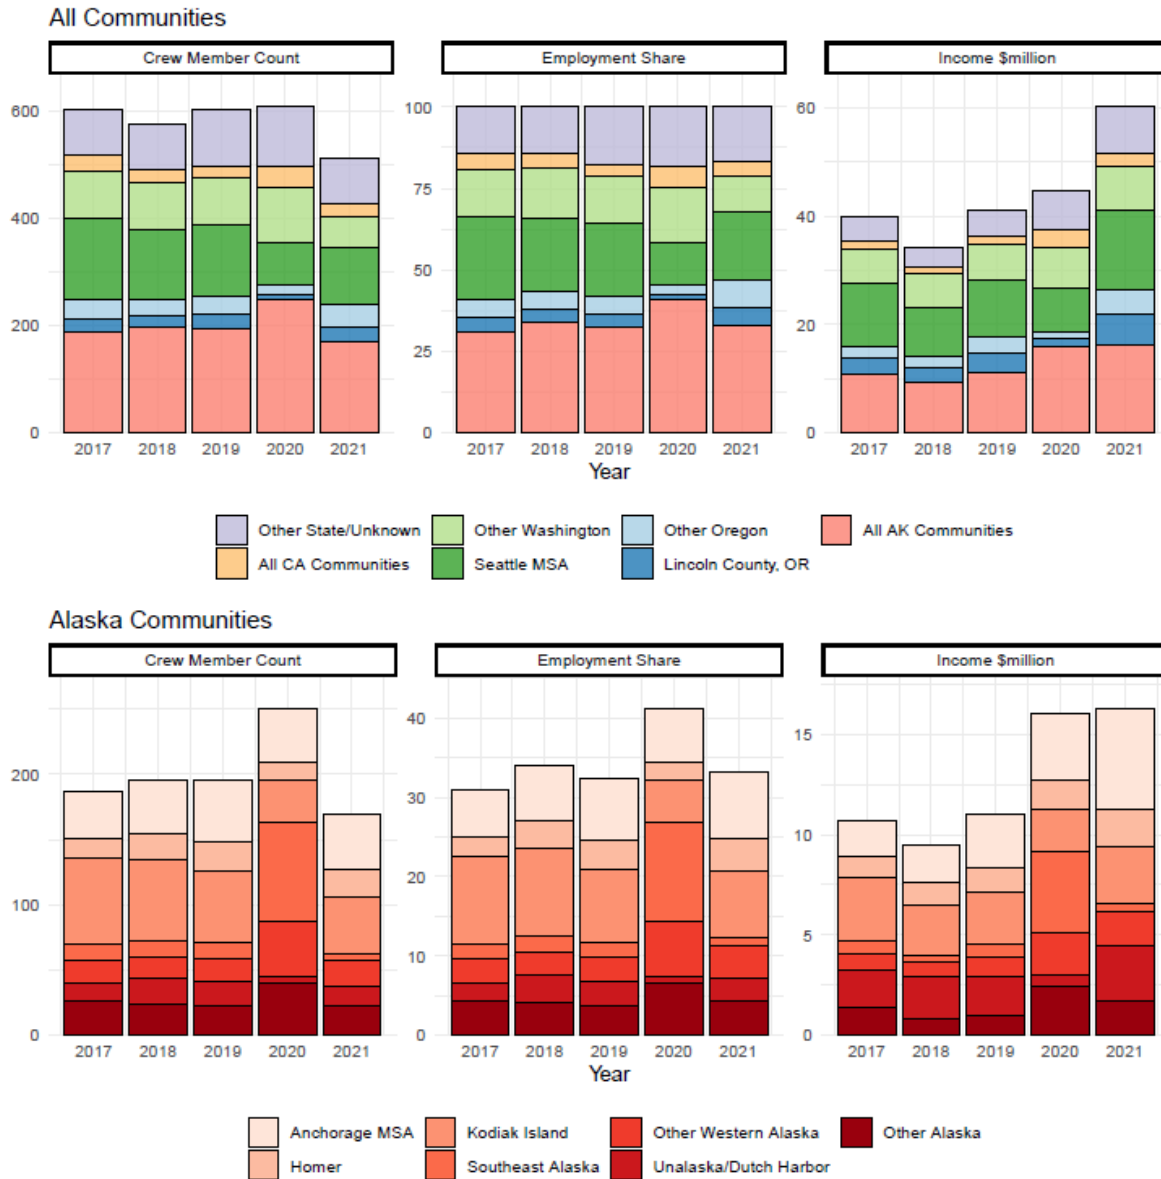 All Communities
Crew Member Count Employment Share Income $million
600 100 60
400 75 40
200 50 20
0 25 0
0
2017 2018 2019 2020 2021 2017 2018 2019 2020 2021 2017 2018 2019 2020 2021
Year
Other State/Unknown Other Washington Other Oregon All AK Communities
All CA Communities Seattle MSA Lincoln County, OR
Alaska Communities
Crew Member Count Employment Share Income $million
200 40 15
100 30 10
0 20 5
10 0
0
2017 2018 2019 2020 2021 2017 2018 2019 2020 2021 2017 2018 2019 2020 2021
Year
Anchorage MSA Kodiak Island Other Western Alaska Other Alaska
Homer Southeast Alaska Unalaska/Dutch Harbor